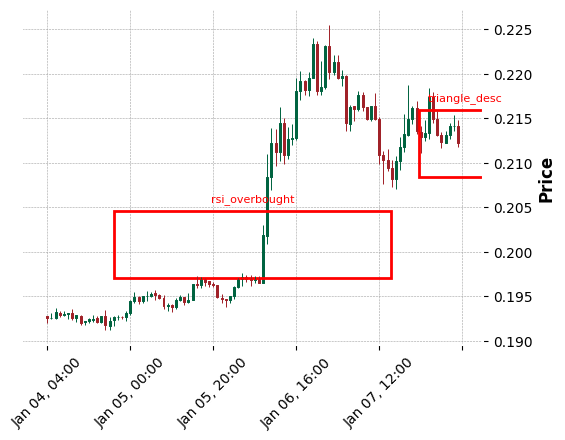 0.225
0.220
triangle_desc
0.215
0.210
Price
rsi_overbought
0.205
0.200
0.195
0.190
Jan 04, 04:00
Jan 05, 00:00
Jan 05, 20:00
Jan 06, 16:00
Jan 07, 12:00